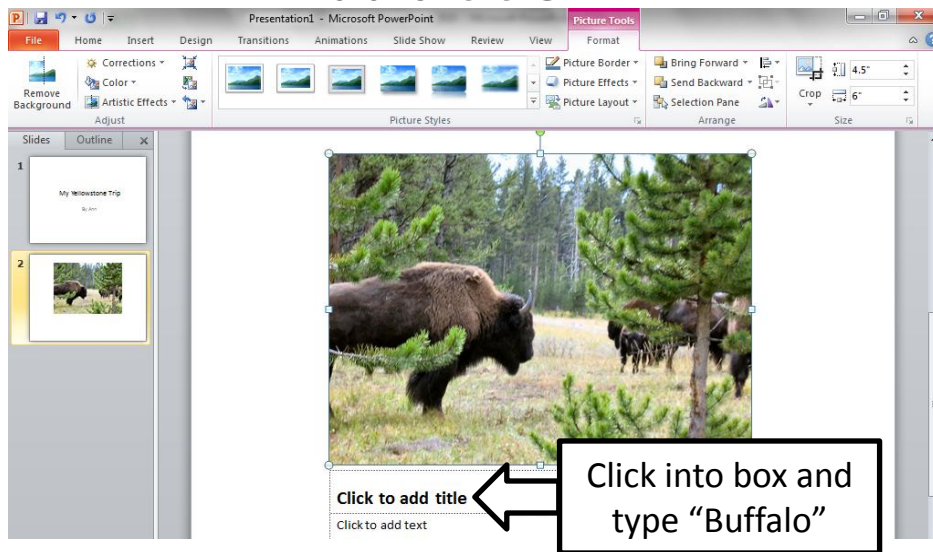 Presentation1 - Microsoft PowerPoint
Picture Tools
File Home Insert Design Transitions Animations Slide Show Review View Format
Remove Background
Corrections
Color
Artistic Effects
Adjust
Picture Styles
Picture Border
Picture Effects
Picture Layout
Bring Forward
Send Backward
Selection Pane
Arrange
Crop
4.5"
6"
Size
Slides Outline
1
My Yellowstone Trip
By Ann
2
Click to add title
Click to add text
Click into box and
type “Buffalo”